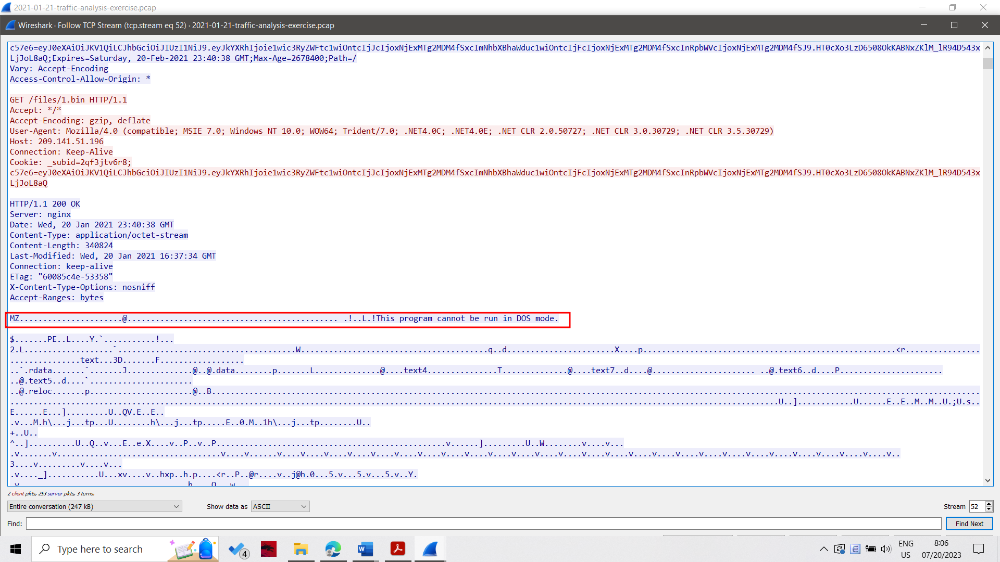 2021-01-21-traffic-analysis-exercise.pcap
Wireshark · Follow TCP Stream (tcp.stream eq 52) · 2021-01-21-traffic-analysis-exercise.pcap
c57e6=eyJ0eXAiOiJKV1QiLCJhbGciOiJIUzI1NiJ9.eyJkYXRhIjoie1wic3RyZWFtc1wiOntcIjJcIjoxNjExMTg2MDM4fSxcImNhbXBhaWduc1wiOntcIjFcIjoxNjExMTg2MDM4fSxcInRpbWVcIjoxNjExMTg2MDM4fSJ9.HT0cXo3LzD6508OkKABNxZKlM_lR94D543x
LjJoL8aQ;Expires=Saturday, 20-Feb-2021 23:40:38 GMT;Max-Age=2678400;Path=/
Vary: Accept-Encoding
Access-Control-Allow-Origin: *
GET /files/1.bin HTTP/1.1
Accept: */*
Accept-Encoding: gzip, deflate
User-Agent: Mozilla/4.0 (compatible; MSIE 7.0; Windows NT 10.0; WOW64; Trident/7.0; .NET4.0C; .NET4.0E; .NET CLR 2.0.50727; .NET CLR 3.0.30729; .NET CLR 3.5.30729)
Host: 209.141.51.196
Connection: Keep-Alive
Cookie: _subid=2qf3jtv6r8;
c57e6=eyJ0eXAiOiJKV1QiLCJhbGciOiJIUzI1NiJ9.eyJkYXRhIjoie1wic3RyZWFtc1wiOntcIjJcIjoxNjExMTg2MDM4fSxcImNhbXBhaWduc1wiOntcIjFcIjoxNjExMTg2MDM4fSxcInRpbWVcIjoxNjExMTg2MDM4fSJ9.HT0cXo3LzD6508OkKABNxZKlM_lR94D543x
LjJoL8aQ
HTTP/1.1 200 OK
Server: nginx
Date: Wed, 20 Jan 2021 23:40:38 GMT
Content-Type: application/octet-stream
Content-Length: 340824
Last-Modified: Wed, 20 Jan 2021 16:37:34 GMT
Connection: keep-alive
ETag: "60085c4e-53358"
X-Content-Type-Options: nosniff
Accept-Ranges: bytes
MZ......................@............................................. .!..L.!This program cannot be run in DOS mode.
$.......PE..L....Y.`...........!...
2.L...................`......................................W........................................q..d.......................X....p......................................................<r................
...............text...3D.......F..................
..`.rdata.......`.......J..............@..@.data........p.......L..............@....text4...............T.............@....text7..d....@...................... ..@.text6..d....P......................
..@.text5..d....`......................
..@.reloc.......p......................@..B
U..]............U......E..E..M..M..U.;U.s..
E......E...].........U..QV.E..E..
.v...M.h\...j...tp...U........h\...j...tp.....E..0.M..1h\...j...tp........U..
+..U..
^..]..........U..Q..v...E..e.X....v..P..v..P.................................................v......].........U..W........v....v...
.v.......v...................................v....v......v....v....v....v....v....v....v....v....v....v....v....v....v....v....v....v....v....v....v....v....v....v....v..
3....v.........v....v...
.v...._]...........U...xv....v..hxp..h.p....<r..P..@r....v..j@h.0...5.v...5.v...5.v..Y.
2 client pkts, 253 server pkts, 3 turns.
Entire conversation (247 kB)
Show data as ASCII
Stream 52
Find:
Find Next
Type here to search
4
ENG
US
8:06
07/20/2023